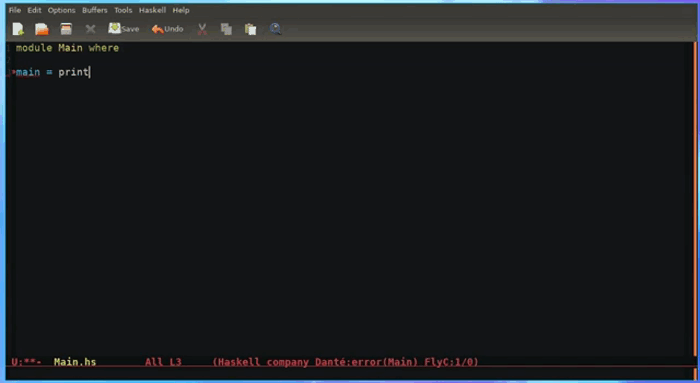 File Edit Options Buffers Tools Haskell Help
Save Undo
module Main where
main = print
U:**- Main.hs All L3 (Haskell company Danté:error(Main) FlyC:1/0)